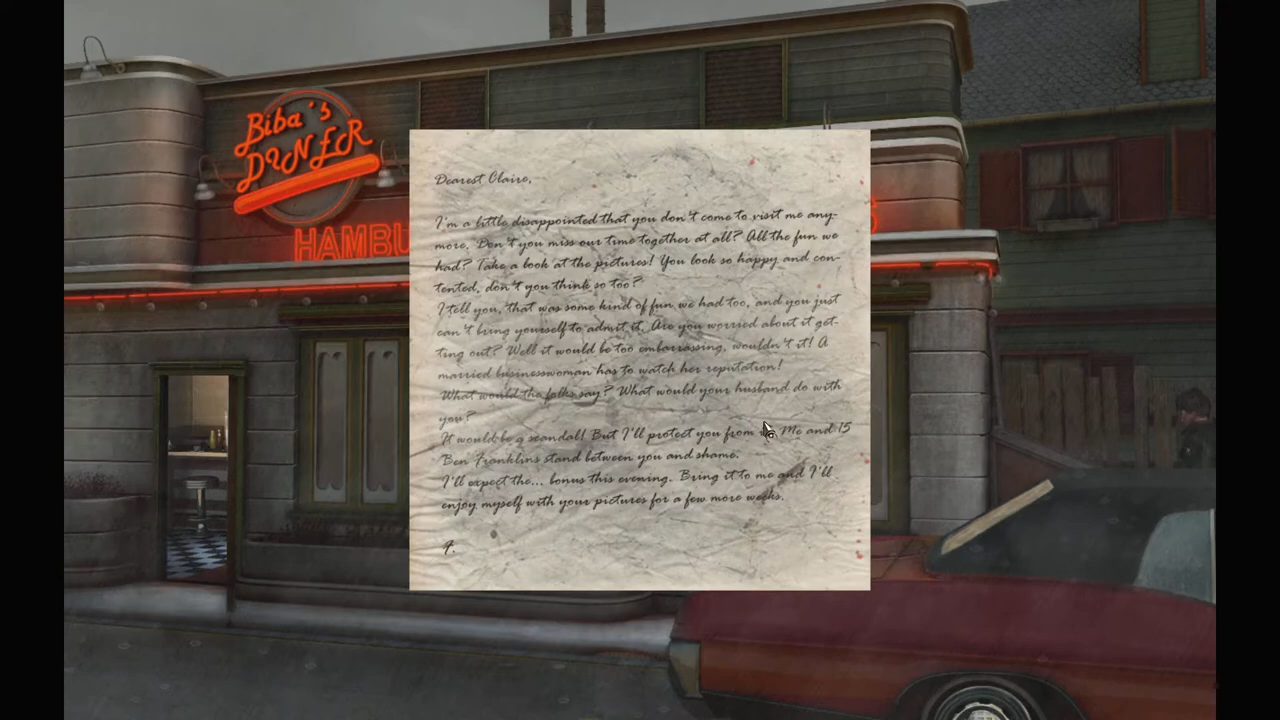 Biba's
DINER
HAMBU
S
Dearest Claire,
I'm a little disappointed that you don't come to visit me any-
more. Don't you miss our time together at all? All the fun we
had? Take a look at the pictures! You look so happy and con-
tented, don't you think so too?
I tell you, that was some kind of fun we had too, and you just
can't bring yourself to admit it. Are you worried about it get-
ting out? Well it would be too embarrassing, wouldn't it! A
married businesswoman has to watch her reputation!
What would the folks say? What would your husband do with
you?
It would be a scandal! But I'll protect you from Me and 15
Ben Franklins stand between you and shame.
I'll expect the... bonus this evening. Bring it to me and I'll
enjoy myself with your pictures for a few more weeks.